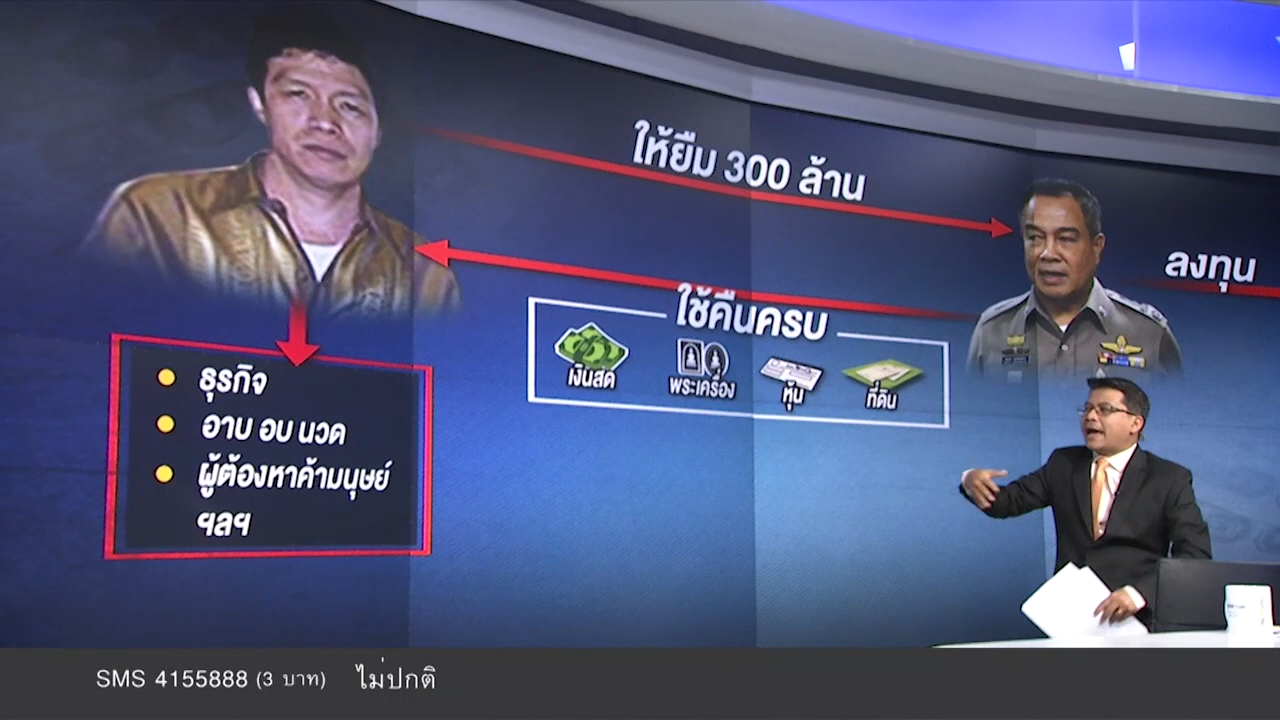 ให้ยืม 300 ล้าน
ลงทุน
ใช้คืนครบ
เงินสด
พระเครื่อง
หุ้น
ที่ดิน
ธุรกิจ
อาบ อบ นวด
ผู้ต้องหาค้ามนุษย์
ฯลฯ
SMS 4155888 (3 บาท) ไม่ปกติ